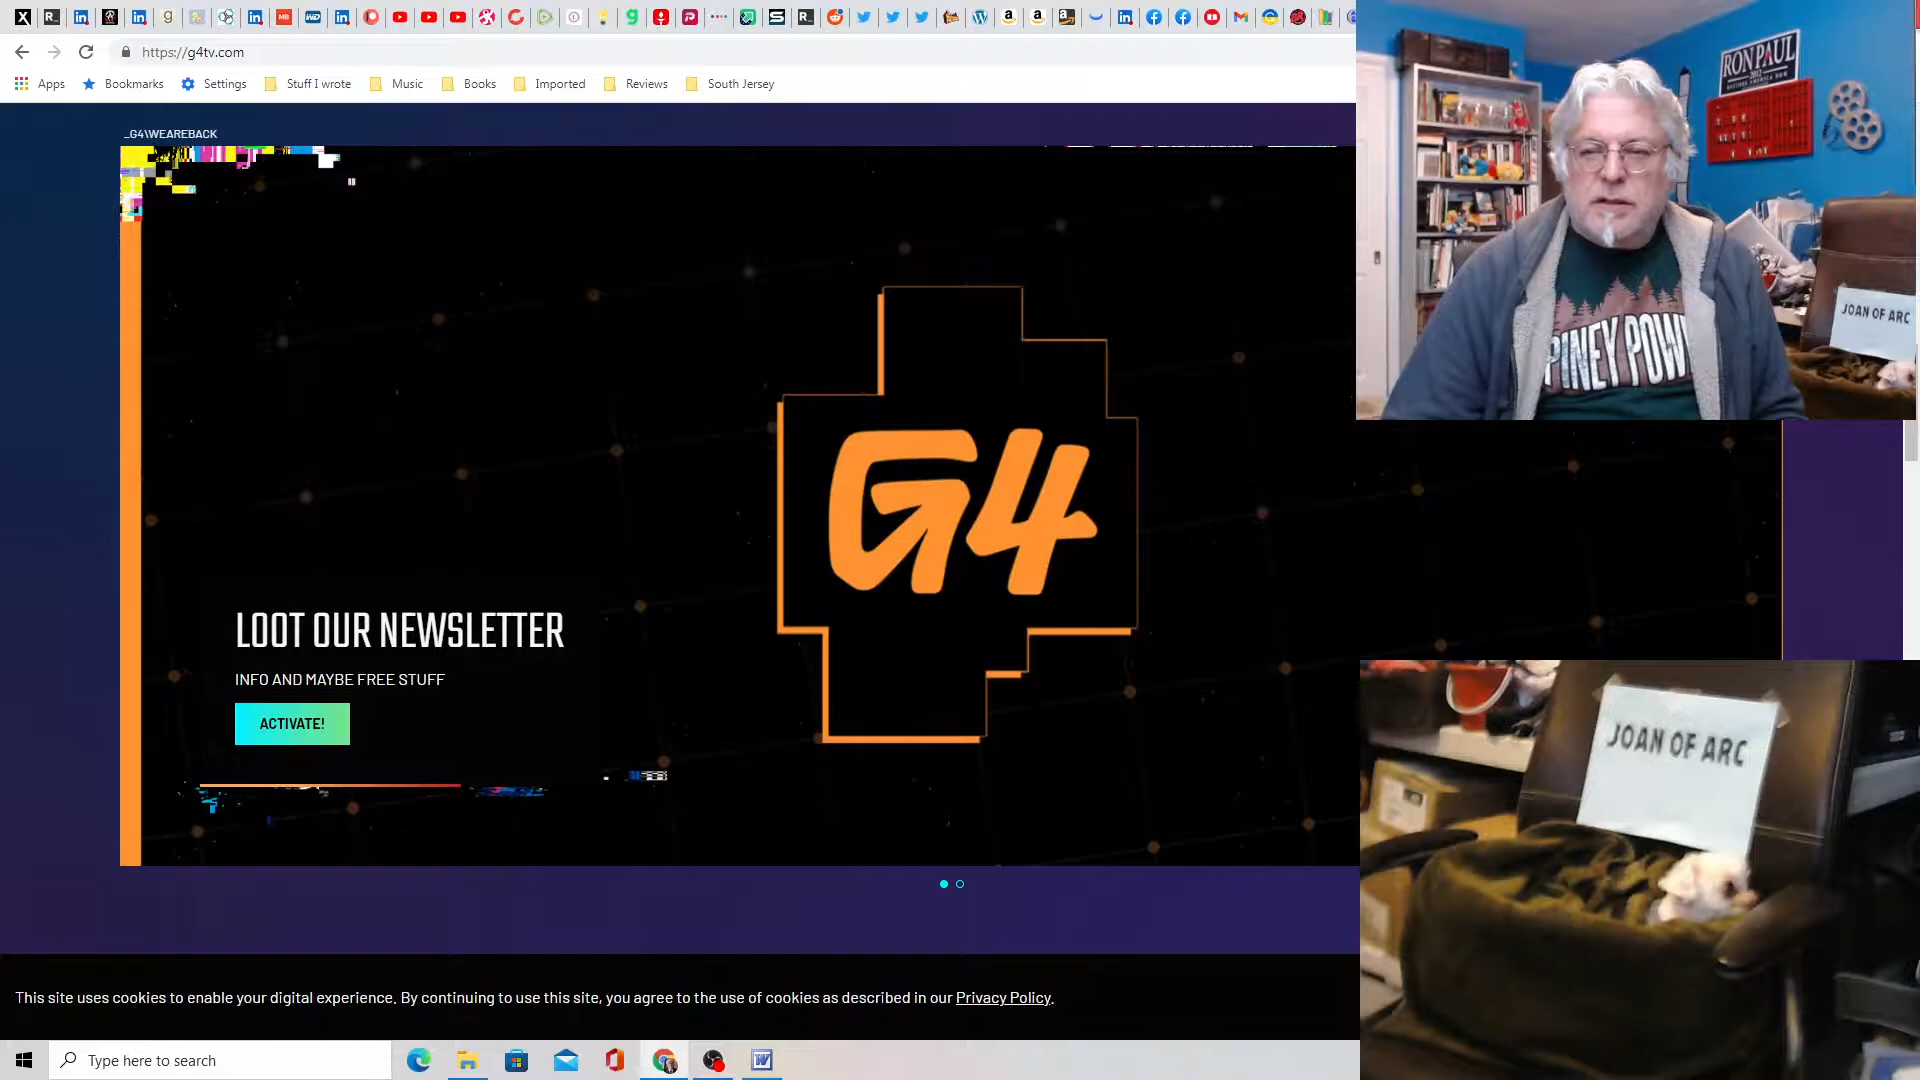 https://g4tv.com
Apps Bookmarks Settings Stuff I wrote Music Books Imported Reviews South Jersey
_G4\WEAREBACK
G4
LOOT OUR NEWSLETTER
INFO AND MAYBE FREE STUFF
ACTIVATE!
This site uses cookies to enable your digital experience. By continuing to use this site, you agree to the use of cookies as described in our Privacy Policy.
Type here to search
RON PAUL
2012
PINEY POW
JOAN OF ARC
JOAN OF ARC